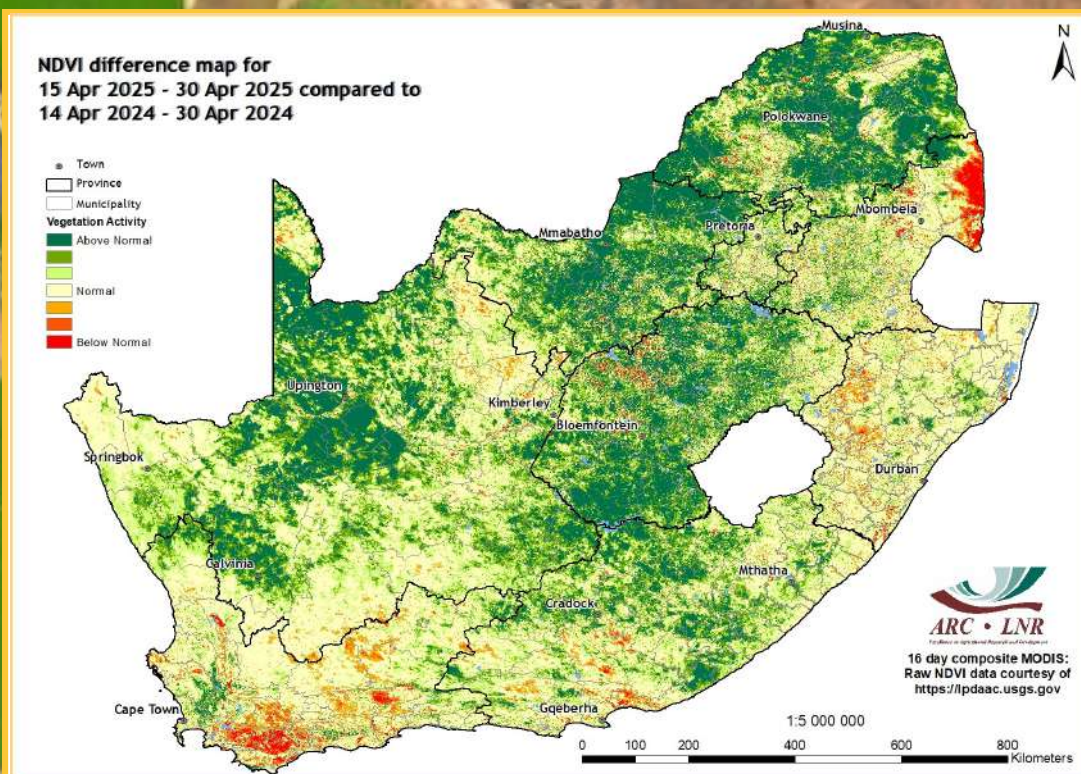 NDVI difference map for
15 Apr 2025 - 30 Apr 2025 compared to
14 Apr 2024 - 30 Apr 2024
Town
Province
Municipality
Vegetation Activity
Above Normal
Normal
Below Normal
Musina
N
Polokwane
Mbombela
Pretoria
Mmabatho
Upington
Kimberley
Bloemfontein
Springbok
Durban
Calvinia
Mthatha
Cradock
Cape Town
Gqeberha
ARC • LNR
16 day composite MODIS:
Raw NDVI data courtesy of
https://lpdaac.usgs.gov
1:5 000 000
0 100 200 400 600 800
Kilometers